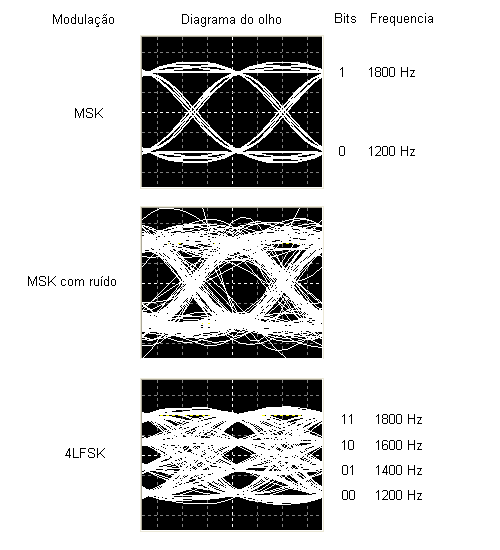 Modulação Diagrama do olho Bits Frequencia
1 1800 Hz
MSK
0 1200 Hz
MSK com ruído
11 1800 Hz
10 1600 Hz
4LFSK
01 1400 Hz
00 1200 Hz